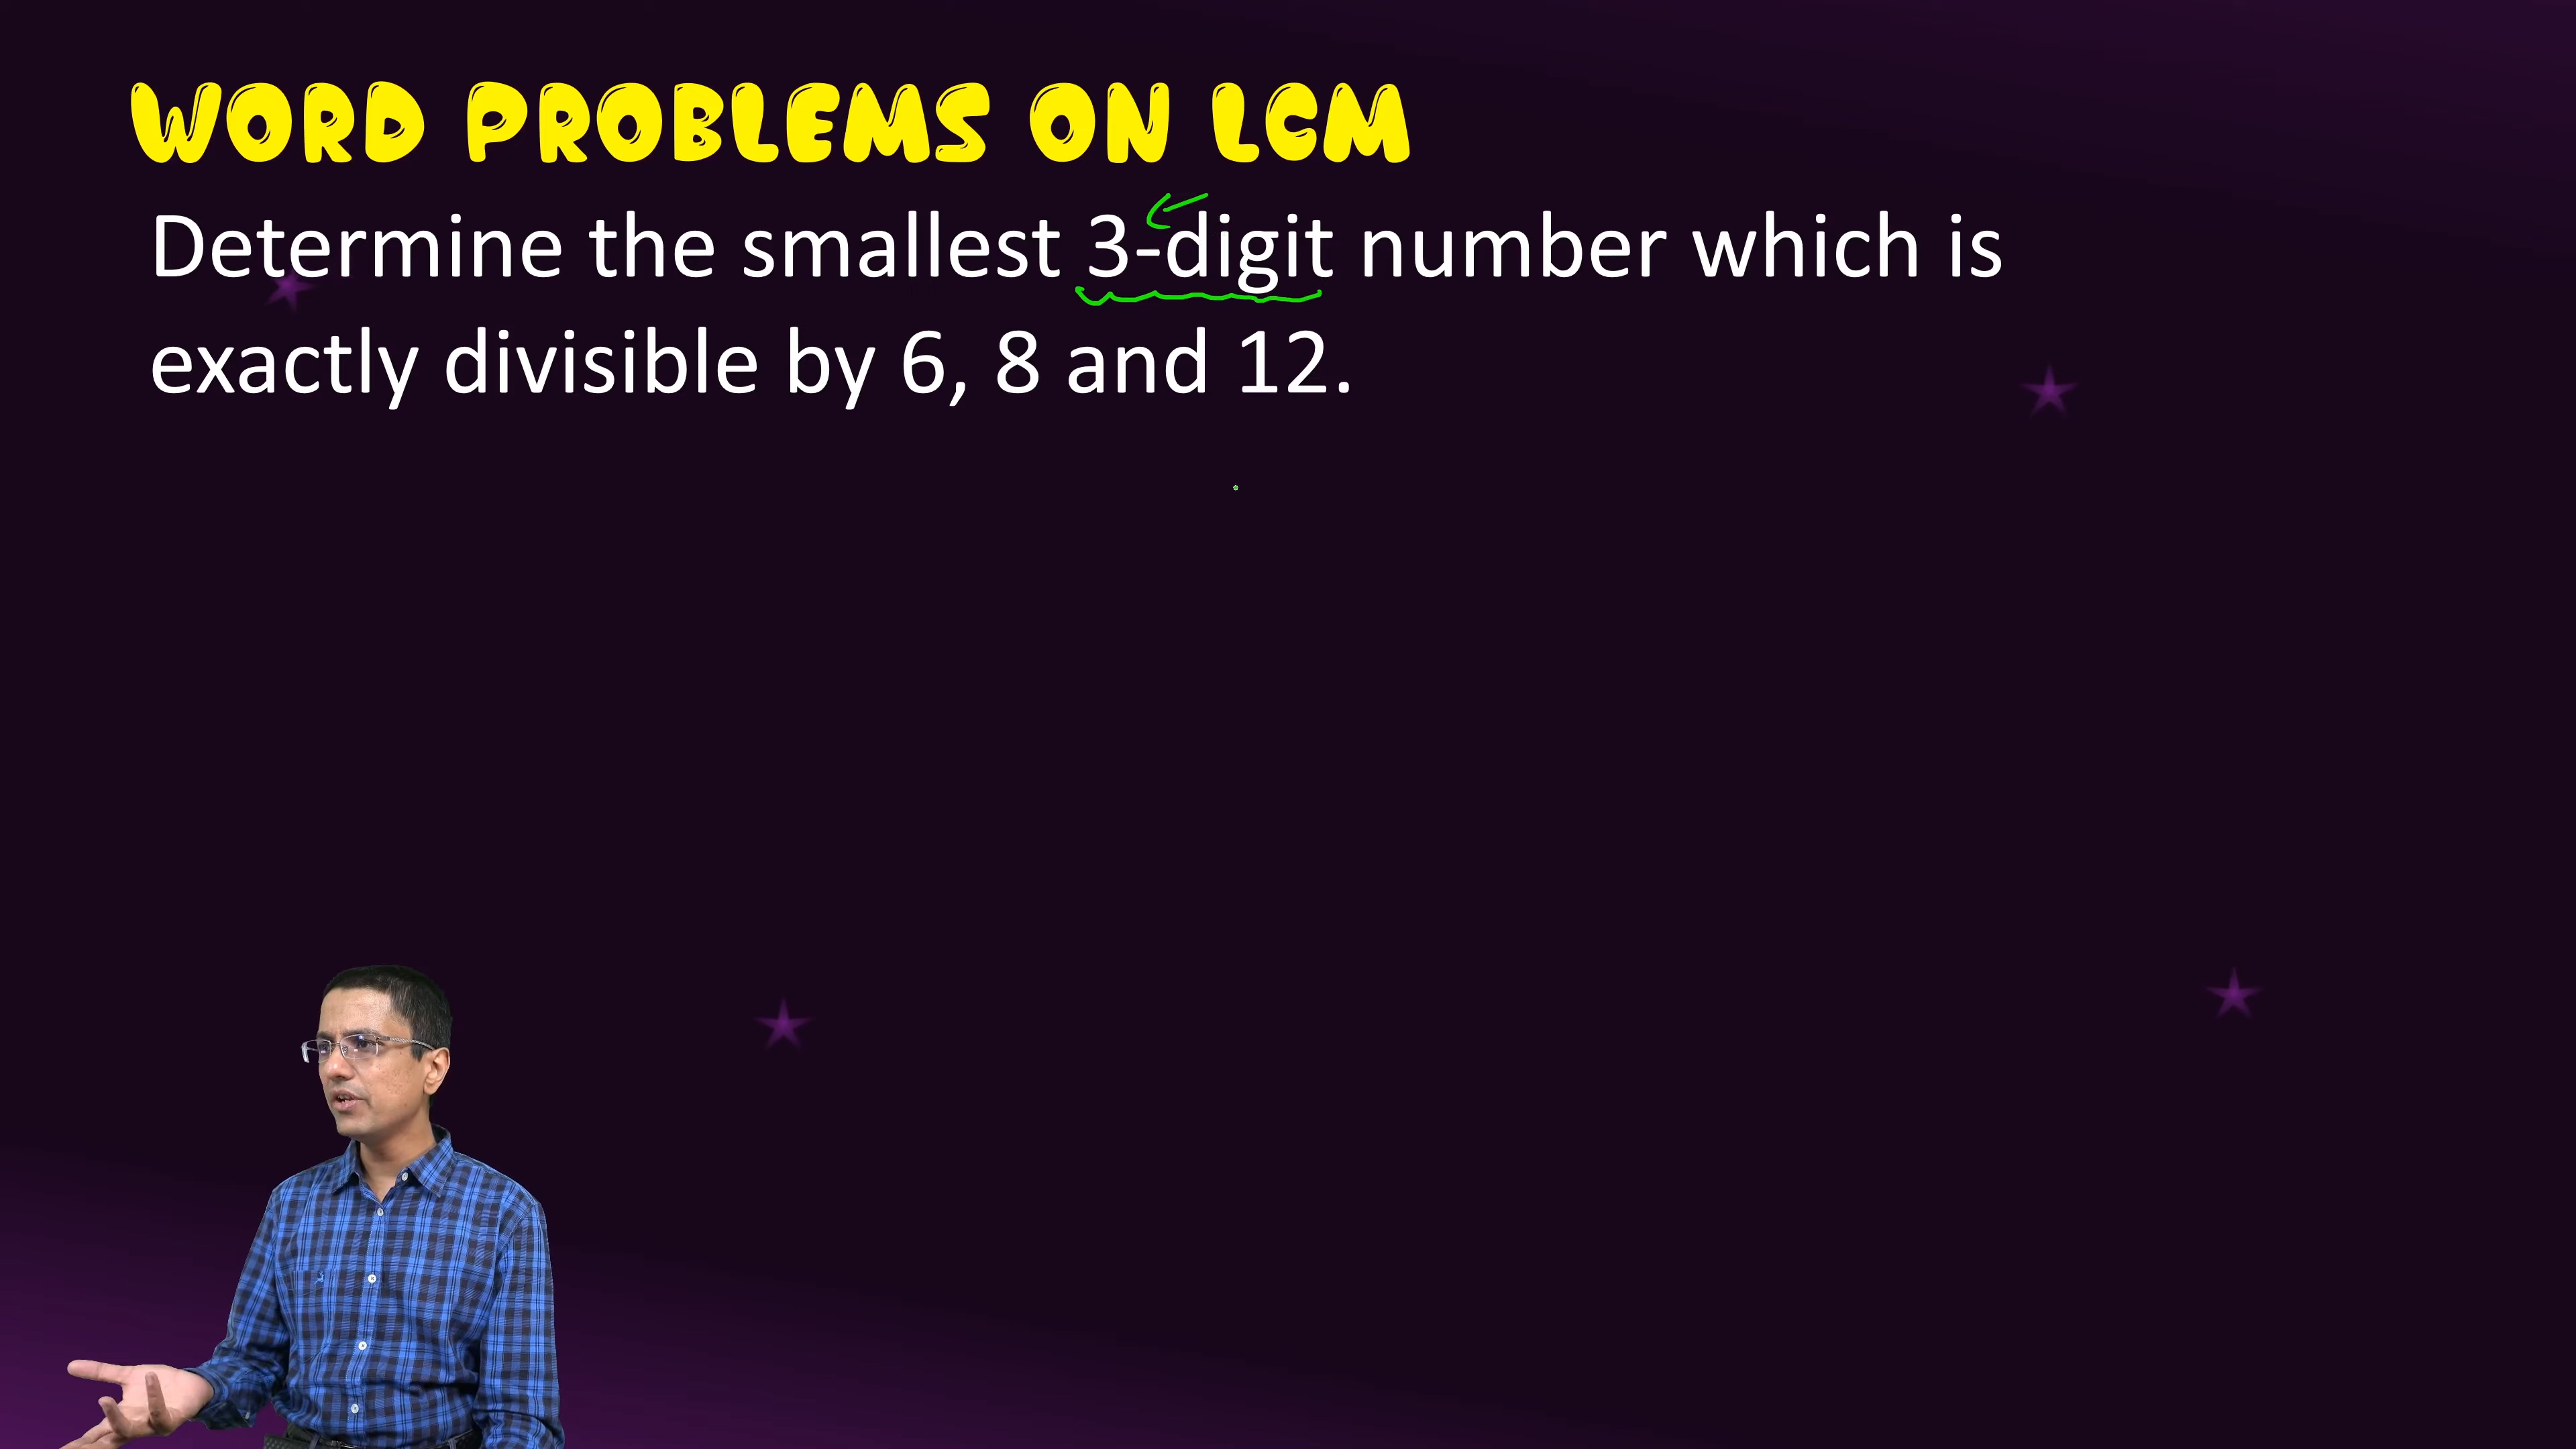 WORD PROBLEMS ON LCM
Determine the smallest 3-digit number which is
exactly divisible by 6, 8 and 12.